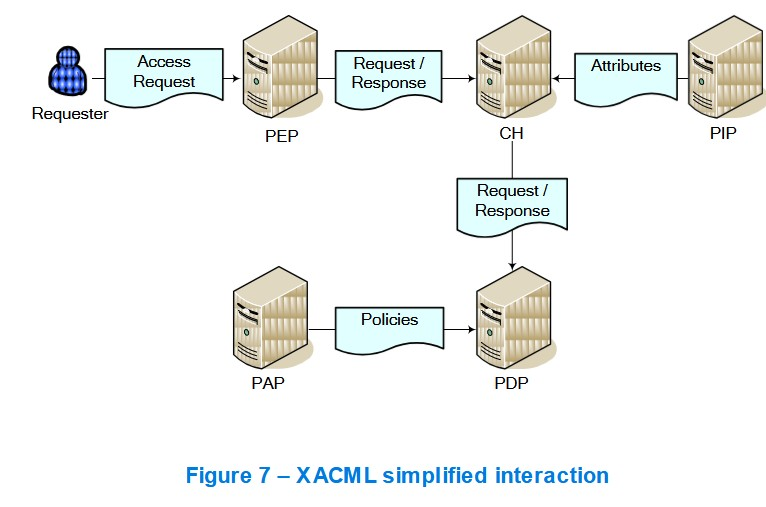 Access
Request
Request /
Response
Attributes
Requester
PEP
CH
PIP
Request /
Response
Policies
PAP
PDP
Figure 7 – XACML simplified interaction